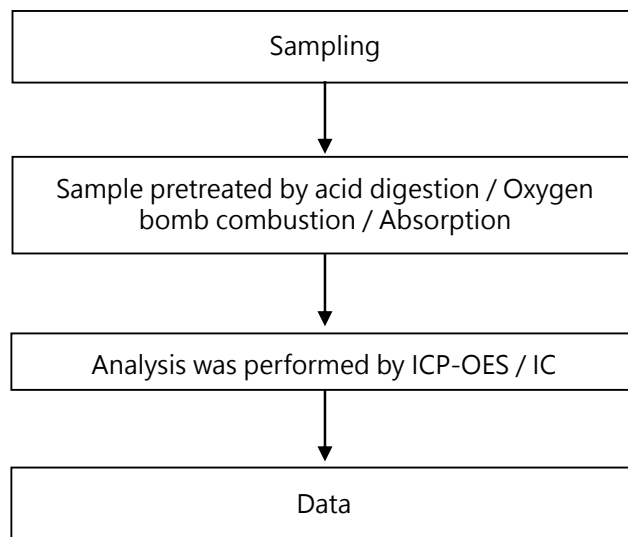 Sampling
Sample pretreated by acid digestion / Oxygen
bomb combustion / Absorption
Analysis was performed by ICP-OES / IC
Data